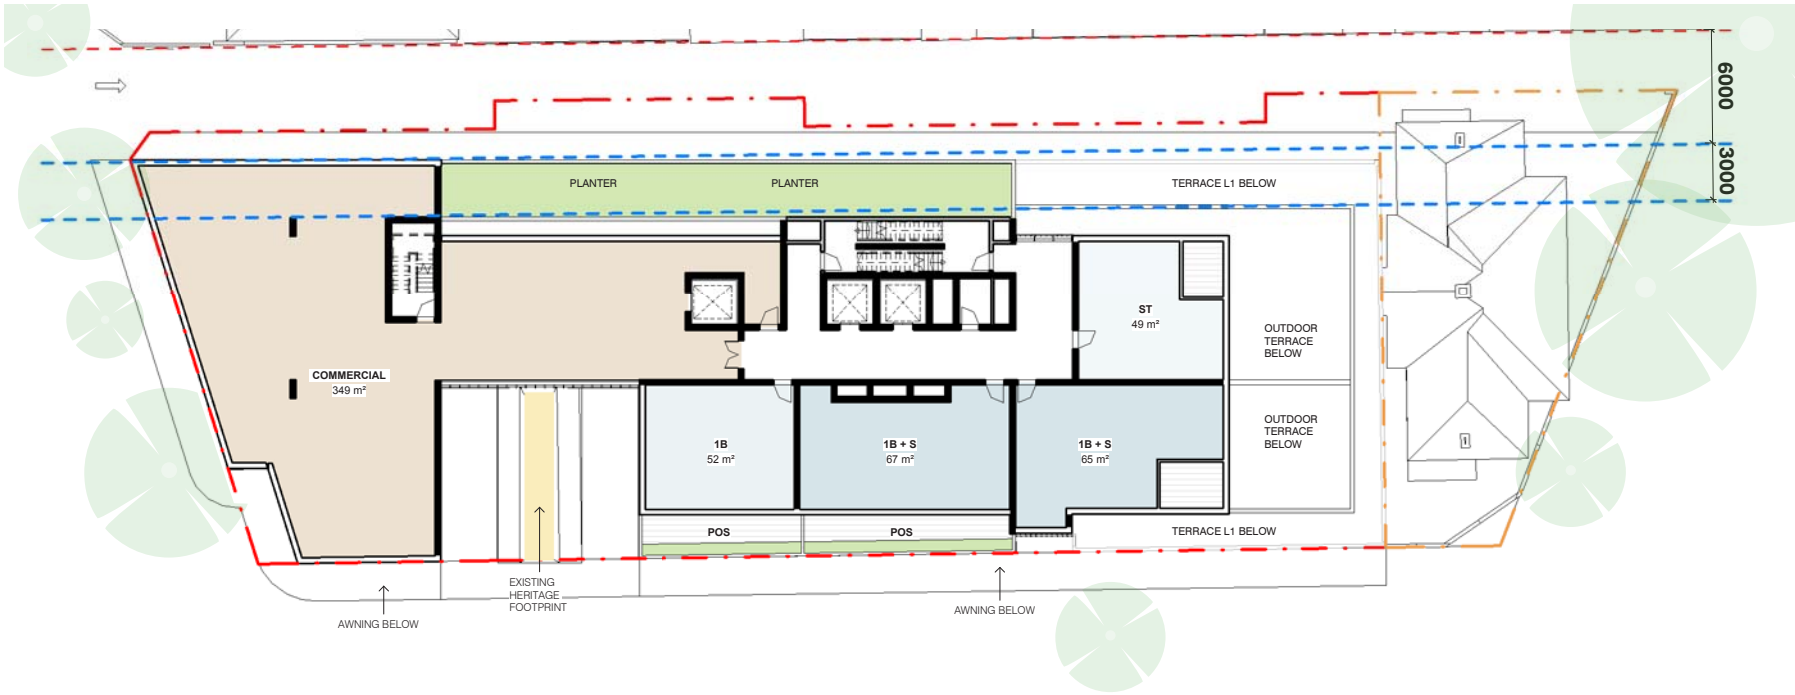 6000
3000
PLANTER
PLANTER
TERRACE L1 BELOW
ST
49 m²
OUTDOOR
TERRACE
BELOW
COMMERCIAL
349 m²
OUTDOOR
TERRACE
BELOW
1B
52 m²
1B + S
67 m²
1B + S
65 m²
POS
POS
TERRACE L1 BELOW
EXISTING
HERITAGE
FOOTPRINT
AWNING BELOW
AWNING BELOW